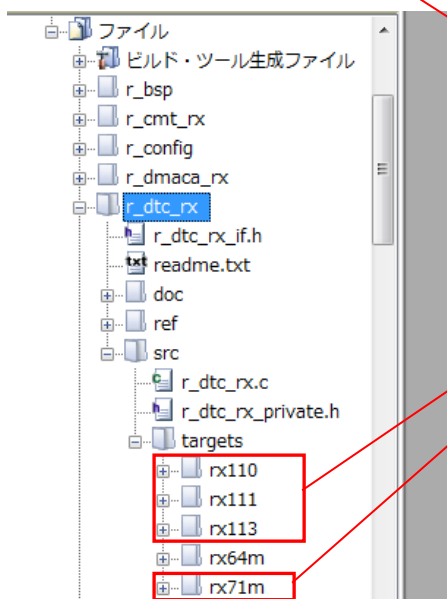 ファイル
ビルド・ツール生成ファイル
r_bsp
r_cmt_rx
r_config
r_dmaca_rx
r_dtc_rx
r_dtc_rx_if.h
txt readme.txt
doc
ref
src
r_dtc_rx.c
r_dtc_rx_private.h
targets
rx110
rx111
rx113
rx64m
rx71m